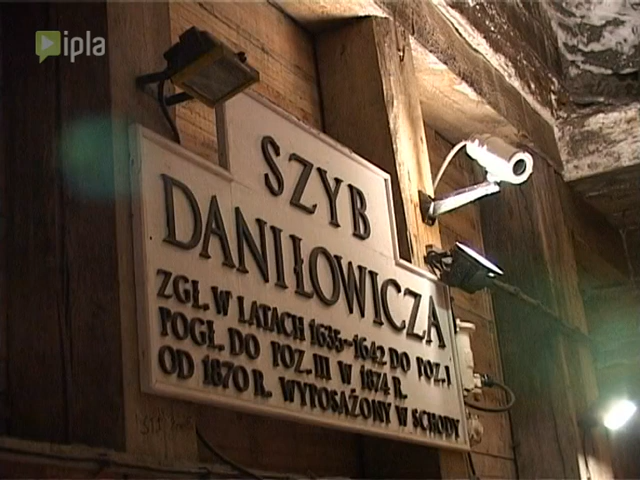 ipla
SZYB
DANIŁOWICZA
ZGŁ. W LATACH 1635-1642 DO POZ. I
POGŁ. DO POZ. III W 1874 R.
OD 1870 R. WYPOSAŻONY W SCHODY